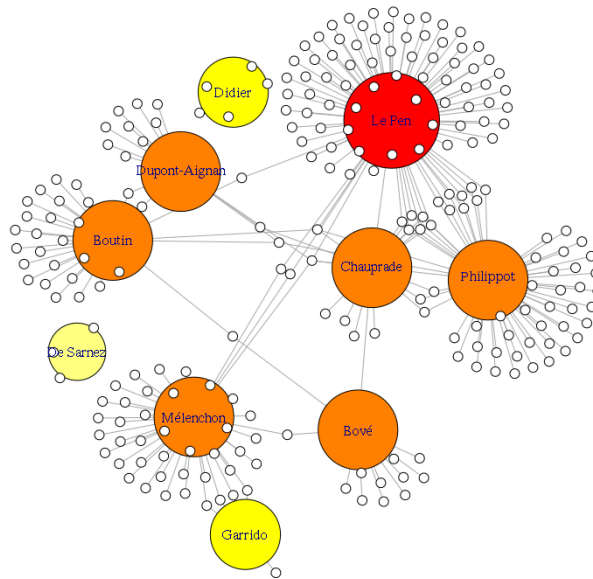 Didier
Le Pen
Dupont-Aignan
Boutin
Chauprade
Philippot
De Sarnez
Mélenchon
Bové
Garrido